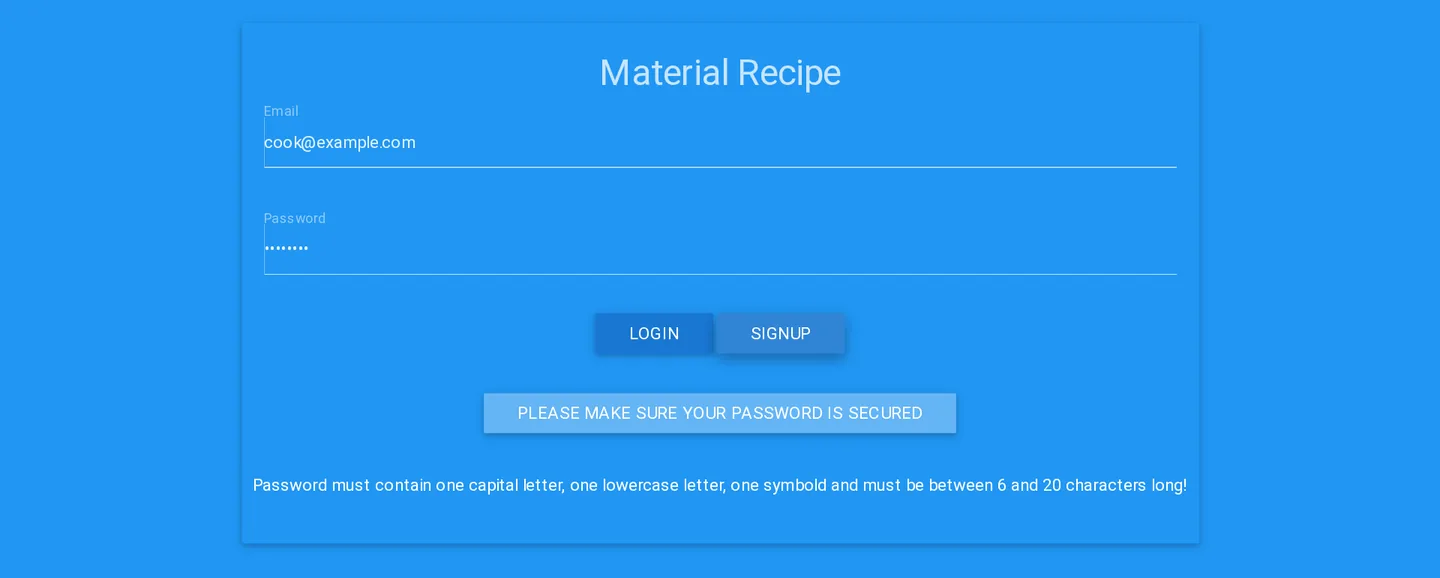 Material Recipe
Email
cook@example.com
Password
••••••••
LOGIN SIGNUP
PLEASE MAKE SURE YOUR PASSWORD IS SECURED
Password must contain one capital letter, one lowercase letter, one symbold and must be between 6 and 20 characters long!